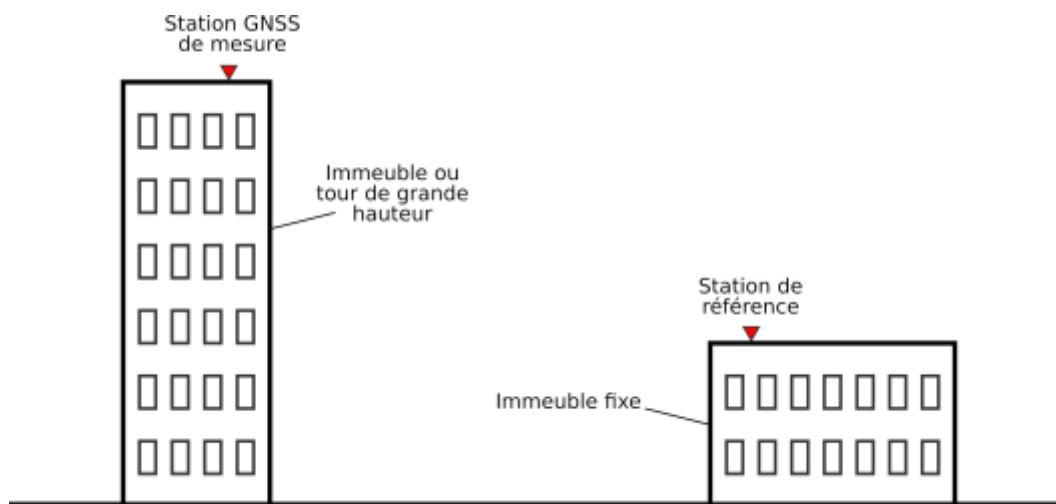 Station GNSS
de mesure
Immeuble ou
tour de grande
hauteur
Station de
référence
Immeuble fixe